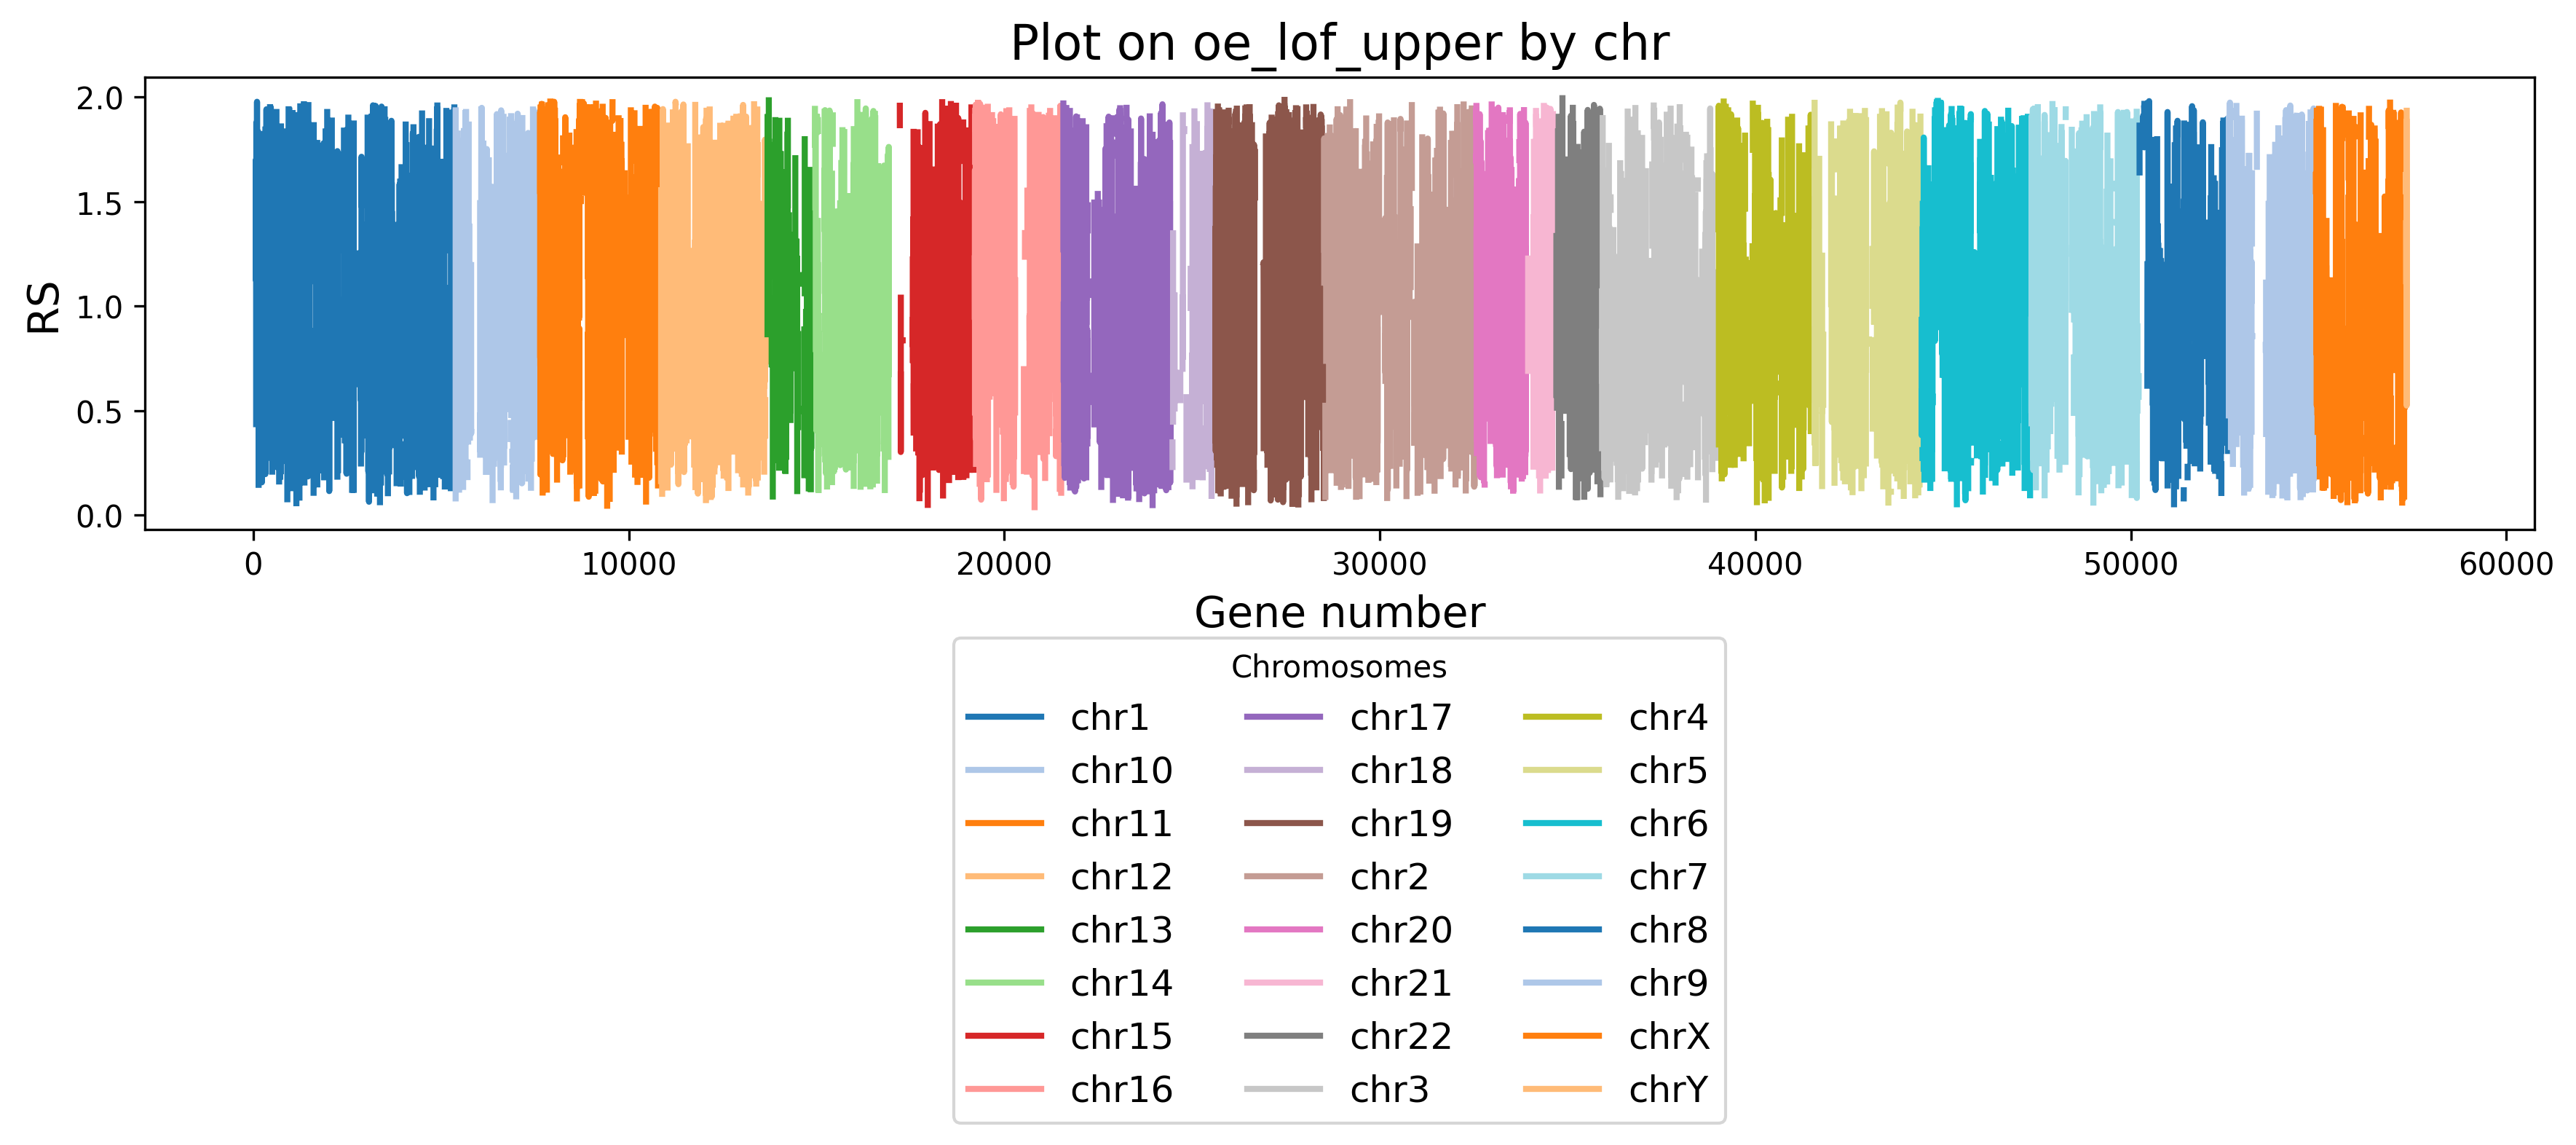 Plot on oe_lof_upper by chr
RS
2.0
1.5
1.0
0.5
0.0
0 10000 20000 30000 40000 50000 60000
Gene number
Chromosomes
chr1 chr17 chr4
chr10 chr18 chr5
chr11 chr19 chr6
chr12 chr2 chr7
chr13 chr20 chr8
chr14 chr21 chr9
chr15 chr22 chrX
chr16 chr3 chrY